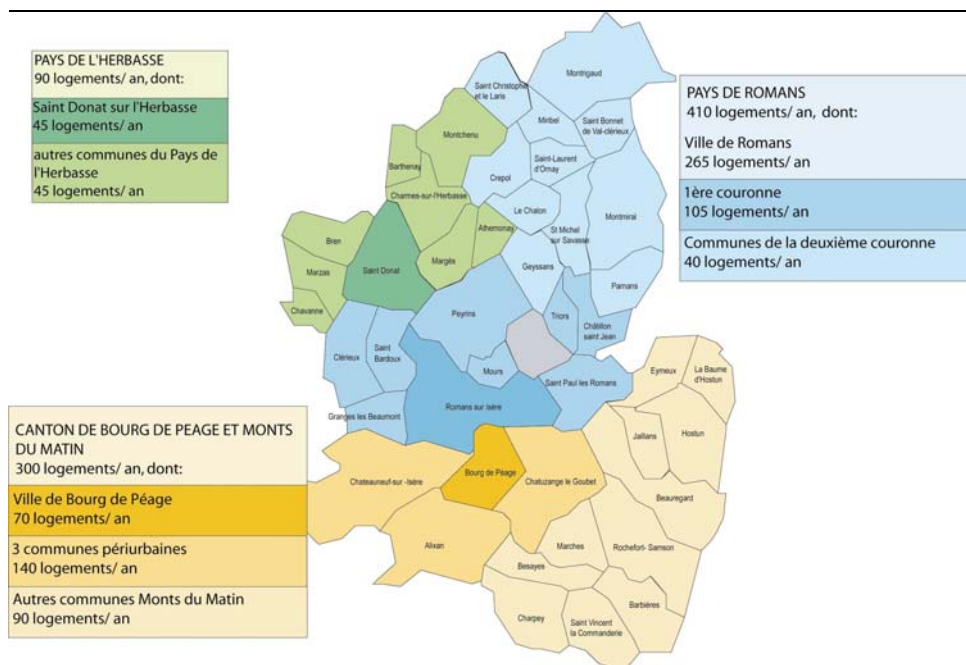 PAYS DE L'HERBASSE
90 logements/ an, dont:
Saint Donat sur l'Herbasse
45 logements/ an
autres communes du Pays de
l'Herbasse
45 logements/ an
PAYS DE ROMANS
410 logements/ an, dont:
Ville de Romans
265 logements/ an
1ère couronne
105 logements/ an
Communes de la deuxième couronne
40 logements/ an
CANTON DE BOURG DE PEAGE ET MONTS
DU MATIN
300 logements/ an, dont:
Ville de Bourg de Péage
70 logements/ an
3 communes périurbaines
140 logements/ an
Autres communes Monts du Matin
90 logements/ an
Montrigaud
Saint Christophe
et le Laris
Miribel
Saint Bonnet
de Val-clérieux
Montchenu
Saint-Laurent
d'Ornay
Barthenay
Crepol
Charmes-sur-l'Herbasse
Le Chalon
Montmiral
St Michel
sur Savasse
Athemonay
Bren
Margès
Geyssans
Saint Donat
Marzas
Parnans
Chavanne
Peyrins
Triors
Châtillon
saint Jean
Clérieux
Saint
Bardoux
Mours
Eymeux
La Baume
d'Hostun
Saint Paul les Romans
Granges les Beaumont
Romans sur Isère
Jaillans
Hostun
Bourg de Péage
Chateauneuf-sur -Isère
Chatuzange le Goubet
Beauregard
Alixan
Marches
Rochefort- Samson
Besayes
Barbières
Charpey
Saint Vincent
la Commanderie